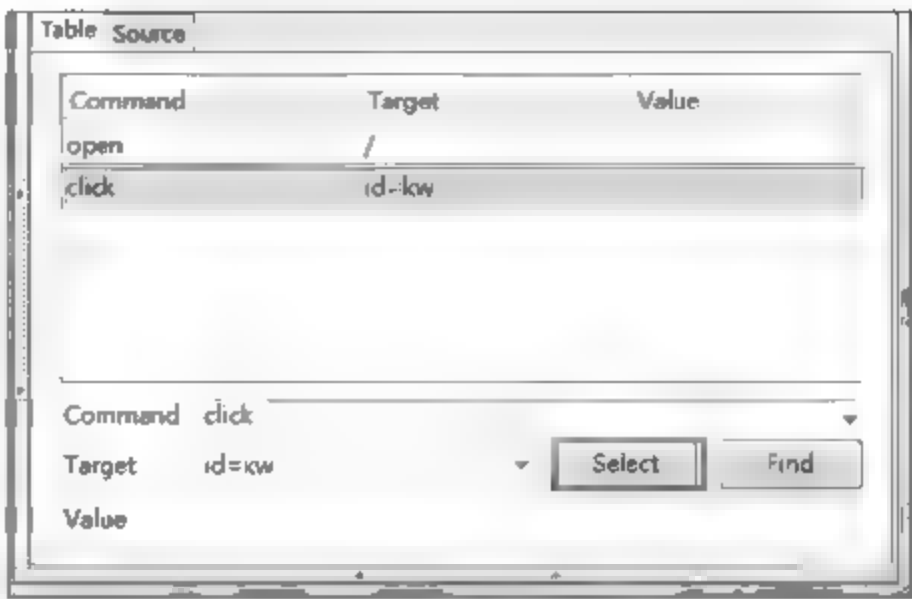 Table Source
Command Target Value
open /
click id=kw
Command click
Target id=kw Select Find
Value